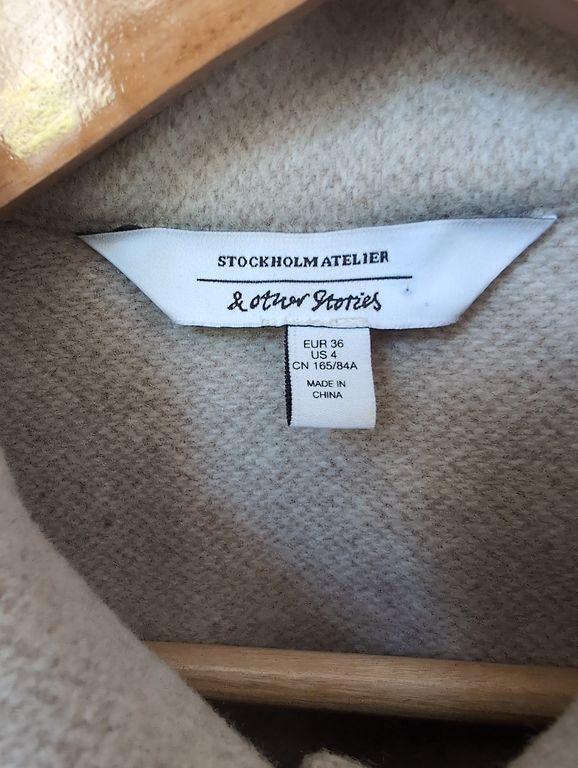 STOCKHOLM ATELIER
& other Stories
EUR 36
US 4
CN 165/84A
MADE IN
CHINA